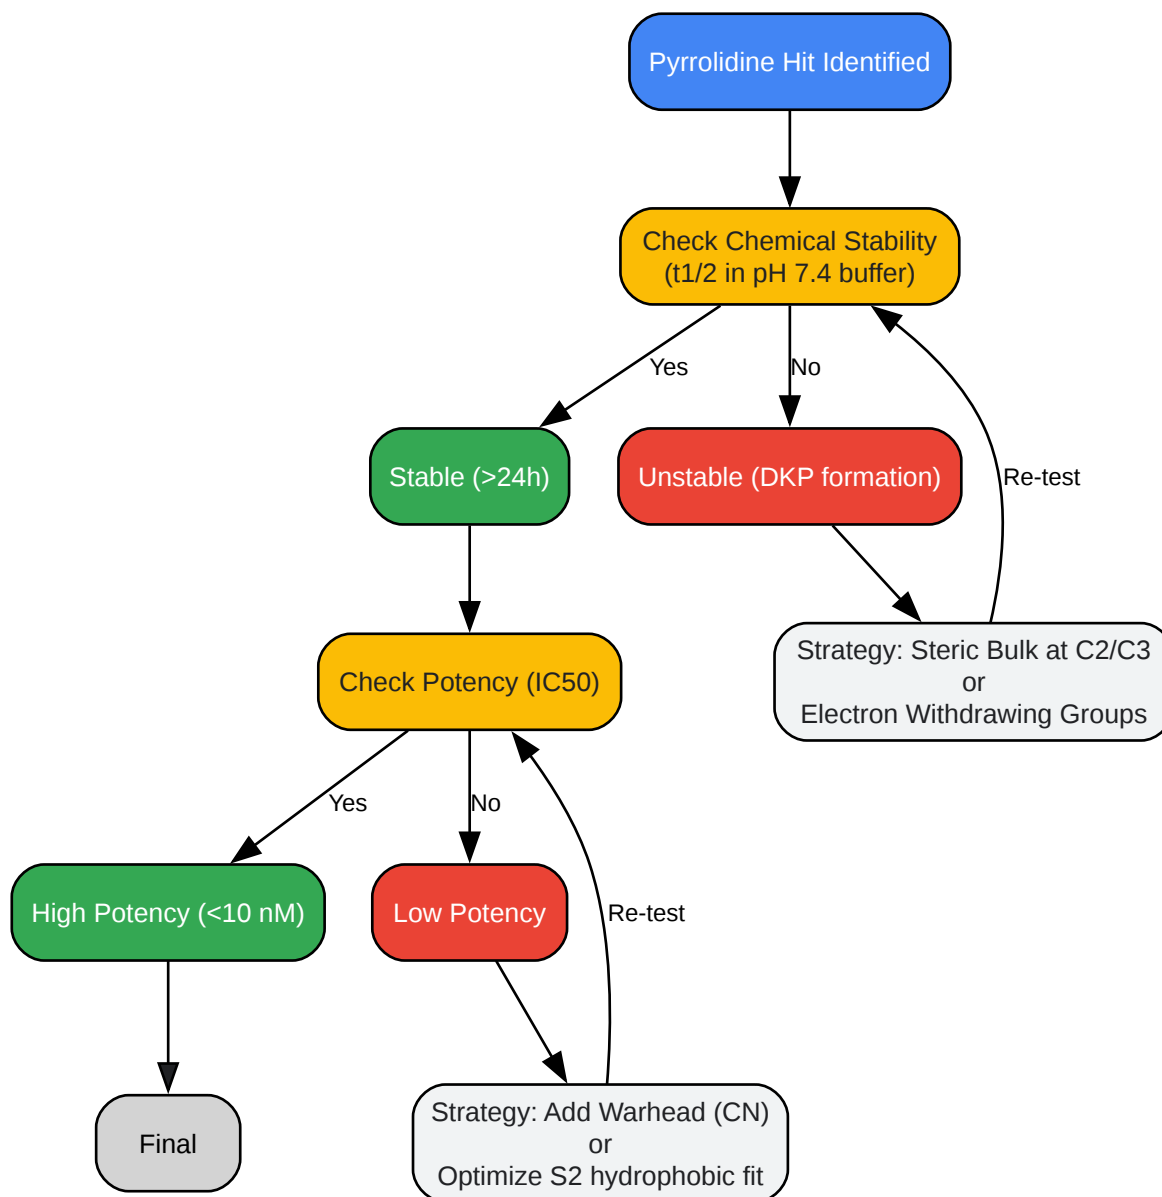 Pyrrolidine Hit Identified
Check Chemical Stability
(t1/2 in pH 7.4 buffer)
Yes
No
Stable (>24h)
Unstable (DKP formation)
Re-test
Strategy: Steric Bulk at C2/C3
or
Electron Withdrawing Groups
Check Potency (IC50)
Yes
No
High Potency (<10 nM)
Low Potency
Re-test
Final
Strategy: Add Warhead (CN)
or
Optimize S2 hydrophobic fit